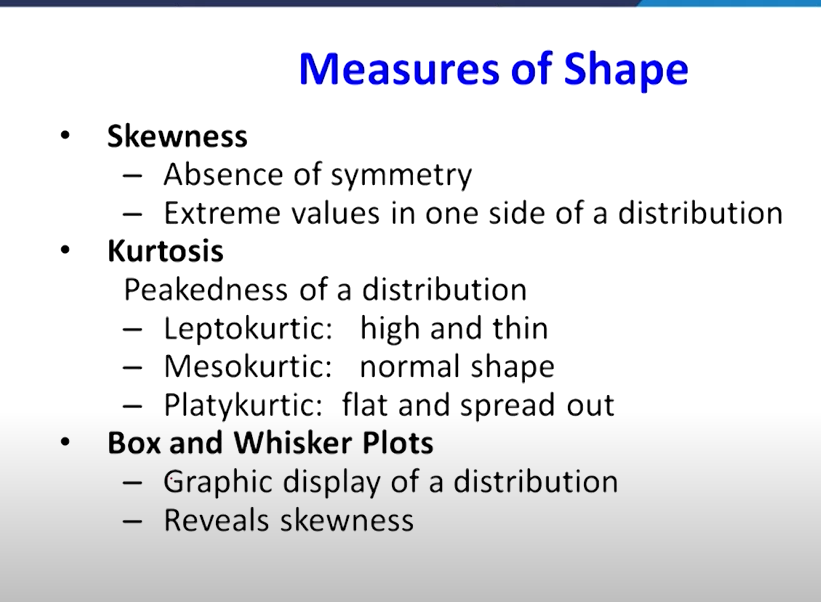 Measures of Shape
• Skewness
– Absence of symmetry
– Extreme values in one side of a distribution
• Kurtosis
Peakedness of a distribution
– Leptokurtic: high and thin
– Mesokurtic: normal shape
– Platykurtic: flat and spread out
• Box and Whisker Plots
– Graphic display of a distribution
– Reveals skewness